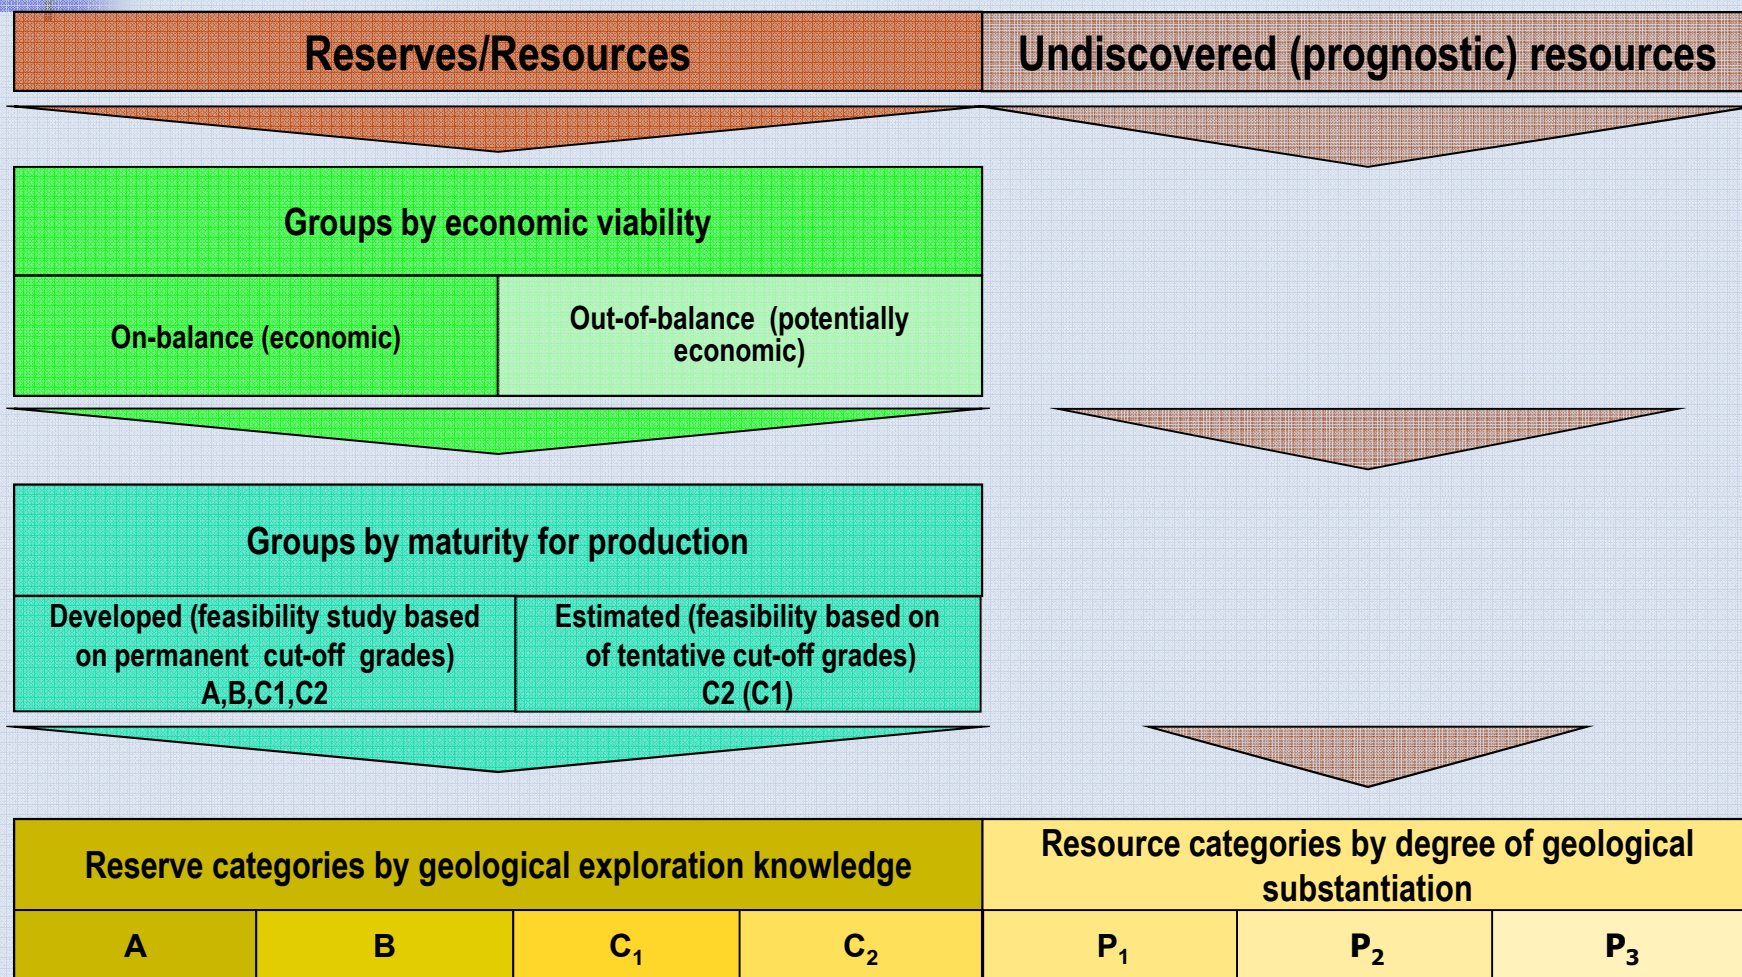 Reserves/Resources
Undiscovered (prognostic) resources
Groups by economic viability
On-balance (economic)
Out-of-balance (potentially
economic)
Groups by maturity for production
Developed (feasibility study based
on permanent cut-off grades)
A,B,C1,C2
Estimated (feasibility based on
of tentative cut-off grades)
C2 (C1)
Reserve categories by geological exploration knowledge
Resource categories by degree of geological
substantiation
A
B
C₁
C₂
P₁
P₂
P₃